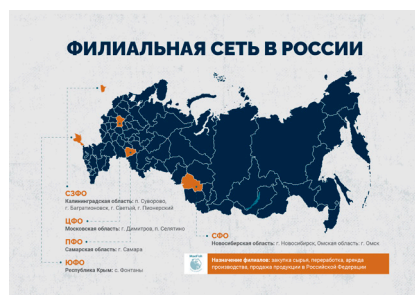 ФИЛИАЛЬНАЯ СЕТЬ В РОССИИ
СЗФО
Калининградская область: п. Суворово,
г. Багратионовск, г. Светлый, г. Пионерский
ЦФО
Московская область: г. Дмитров, п. Селятино
ПФО
Самарская область: г. Самара
ЮФО
Республика Крым: с. Фонтаны
СФО
Новосибирская область: г. Новосибирск, Омская область: г. Омск
Назначение филиалов: закупка сырья, переработка, аренда
производства, продажа продукции в Российской Федерации